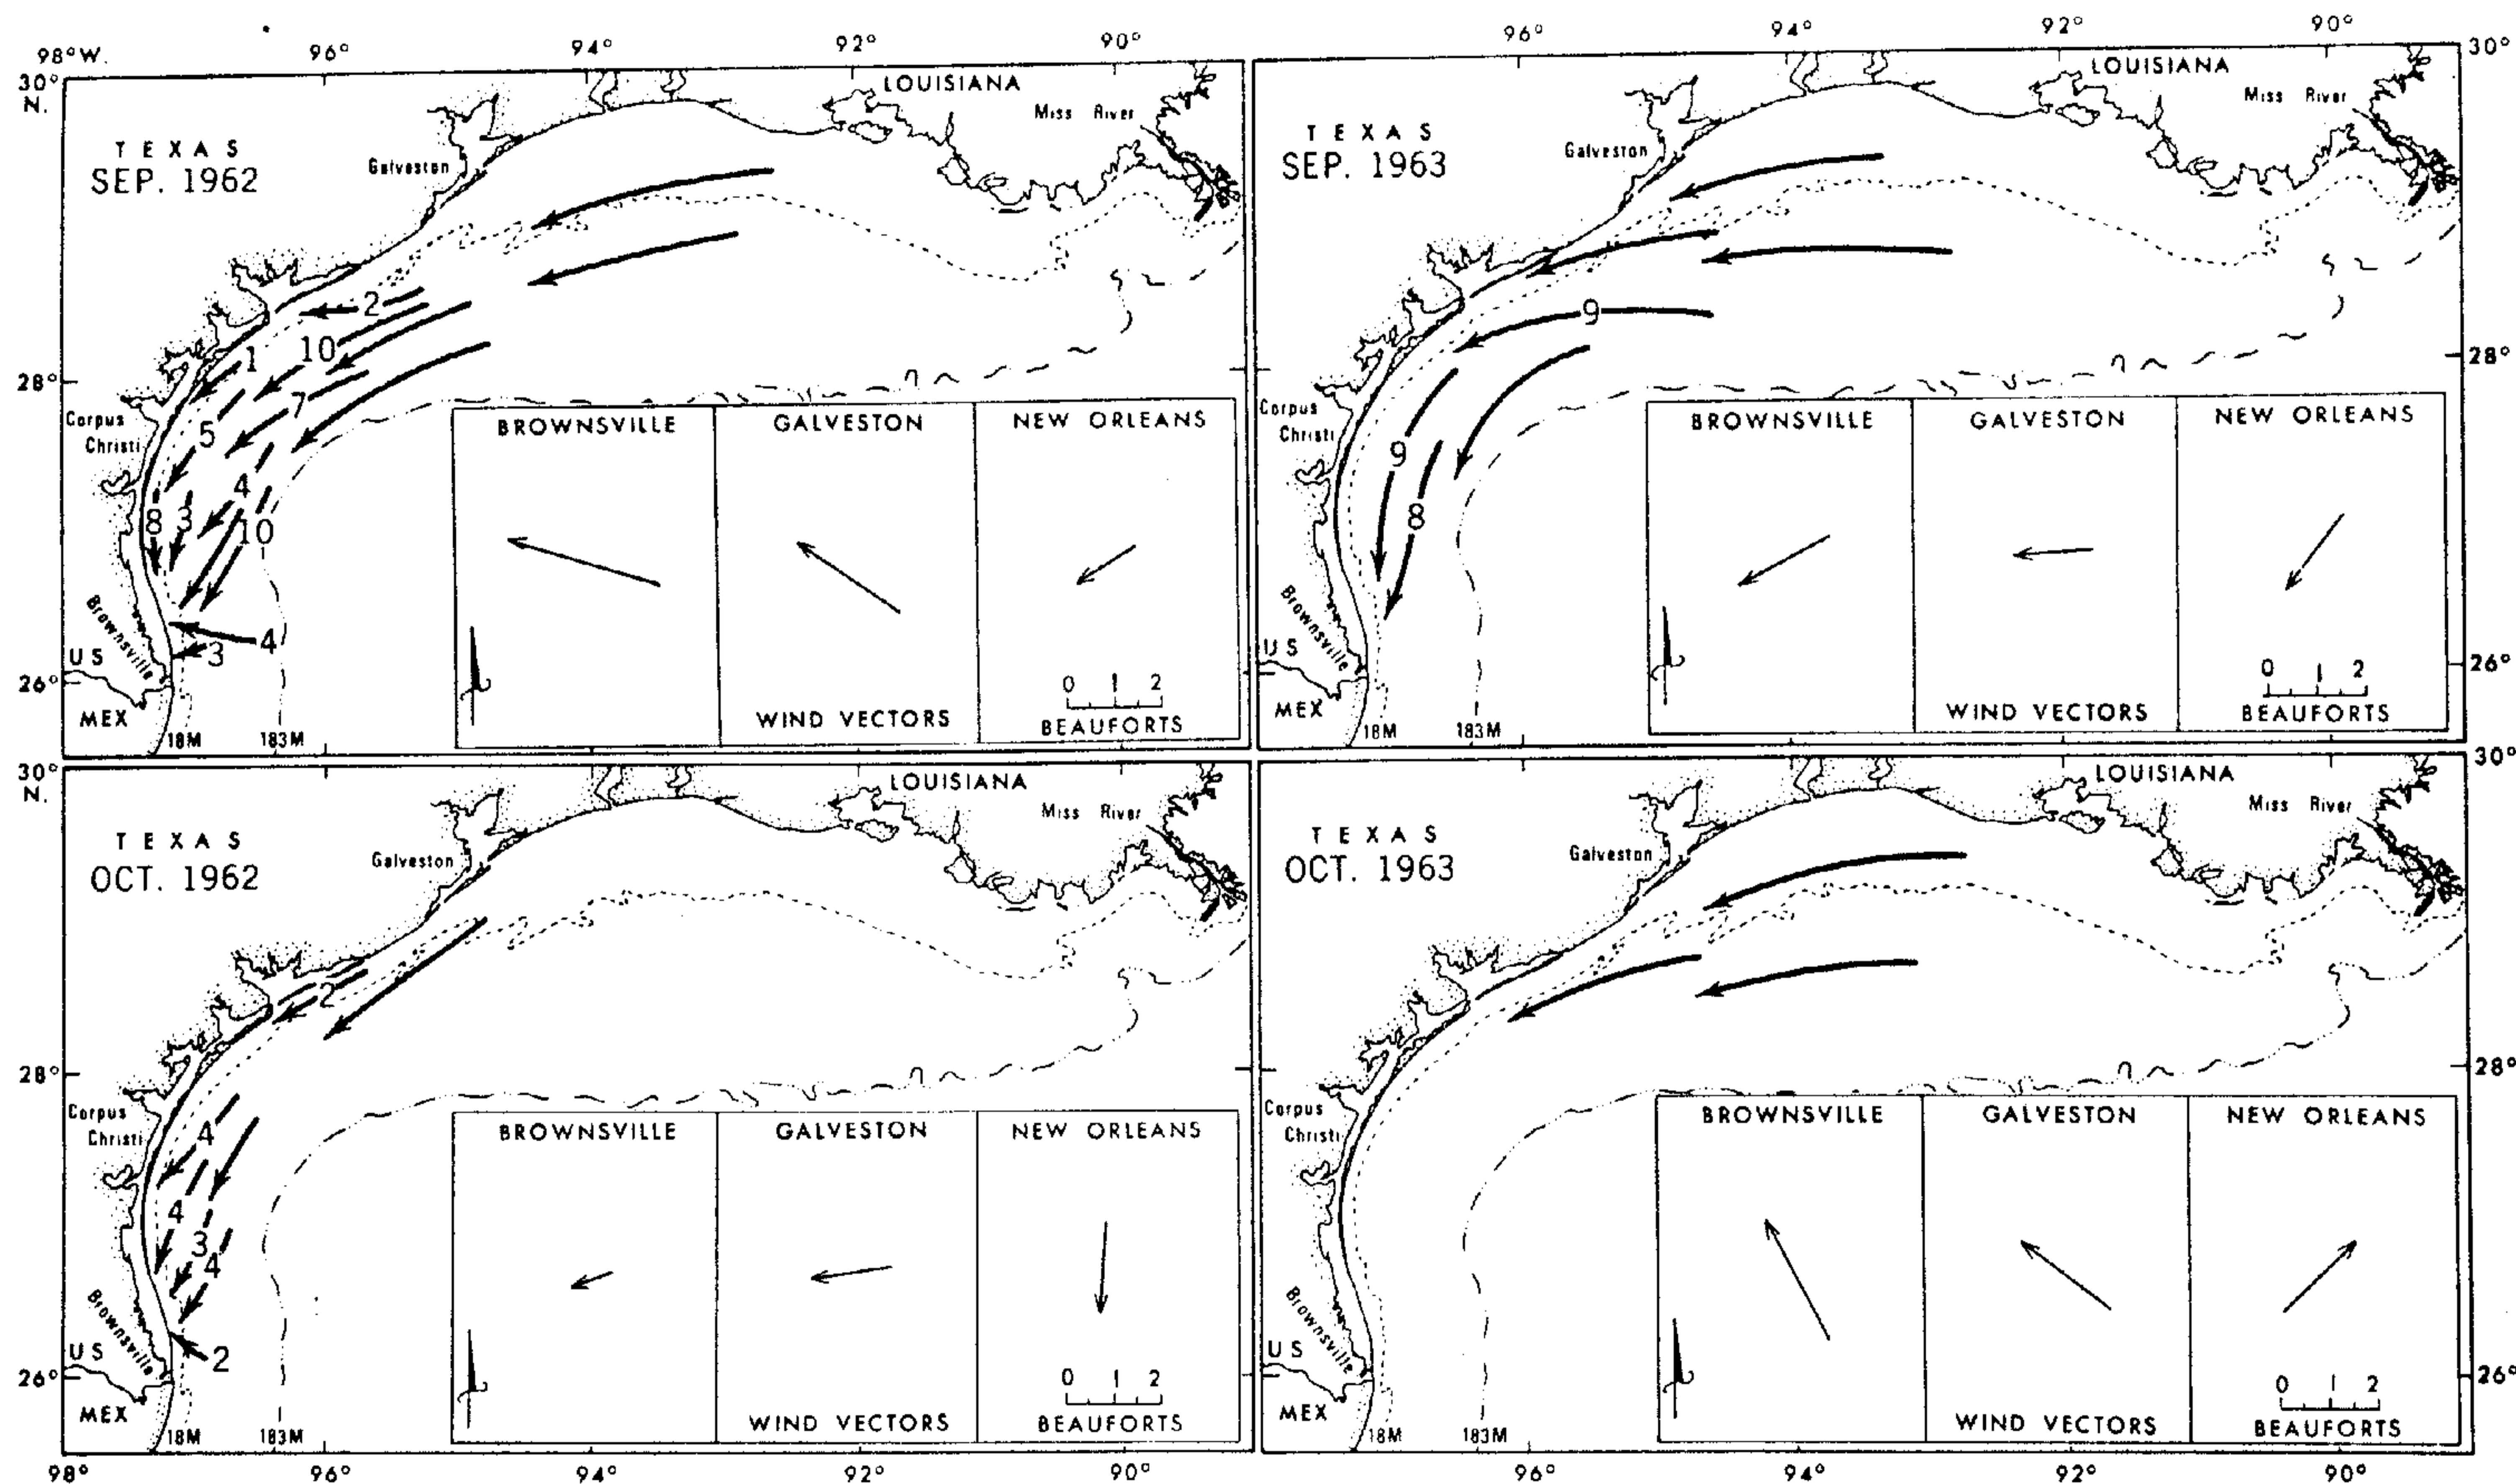 98°W. 96° 94° 92° 90°
96° 94° 92° 90°
30° N.
LOUISIANA
Miss River
TEXAS
SEP. 1962
Galveston
2
10
1
28°
7
Corpus Christi
5
4
8 3
10
Brownsville
4
3
US
26°
MEX
18M 183M
BROWNSVILLE GALVESTON NEW ORLEANS
0 1 2
WIND VECTORS BEAUFORTS
30°
LOUISIANA
Miss River
TEXAS
SEP. 1963
Galveston
9
28°
Corpus Christi
9
8
Brownsville
US
26°
MEX
18M 183M
BROWNSVILLE GALVESTON NEW ORLEANS
0 1 2
WIND VECTORS BEAUFORTS
30° N.
LOUISIANA
Miss River
TEXAS
OCT. 1962
Galveston
2
28°
Corpus Christi
4
4
3
4
Brownsville
2
US
26°
MEX
18M 183M
BROWNSVILLE GALVESTON NEW ORLEANS
0 1 2
WIND VECTORS BEAUFORTS
30°
LOUISIANA
Miss River
TEXAS
OCT. 1963
Galveston
28°
Corpus Christi
Brownsville
US
26°
MEX
18M 183M
BROWNSVILLE GALVESTON NEW ORLEANS
0 1 2
WIND VECTORS BEAUFORTS
98° 96° 94° 92° 90°
96° 94° 92° 90°